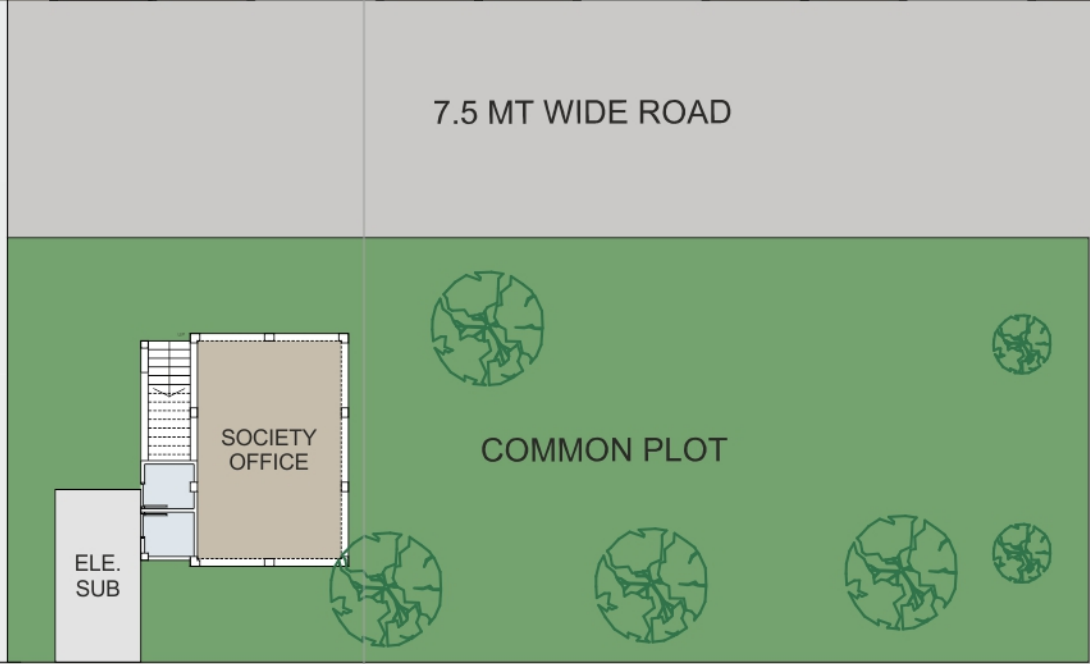 7.5 MT WIDE ROAD
SOCIETY
OFFICE
COMMON PLOT
ELE.
SUB